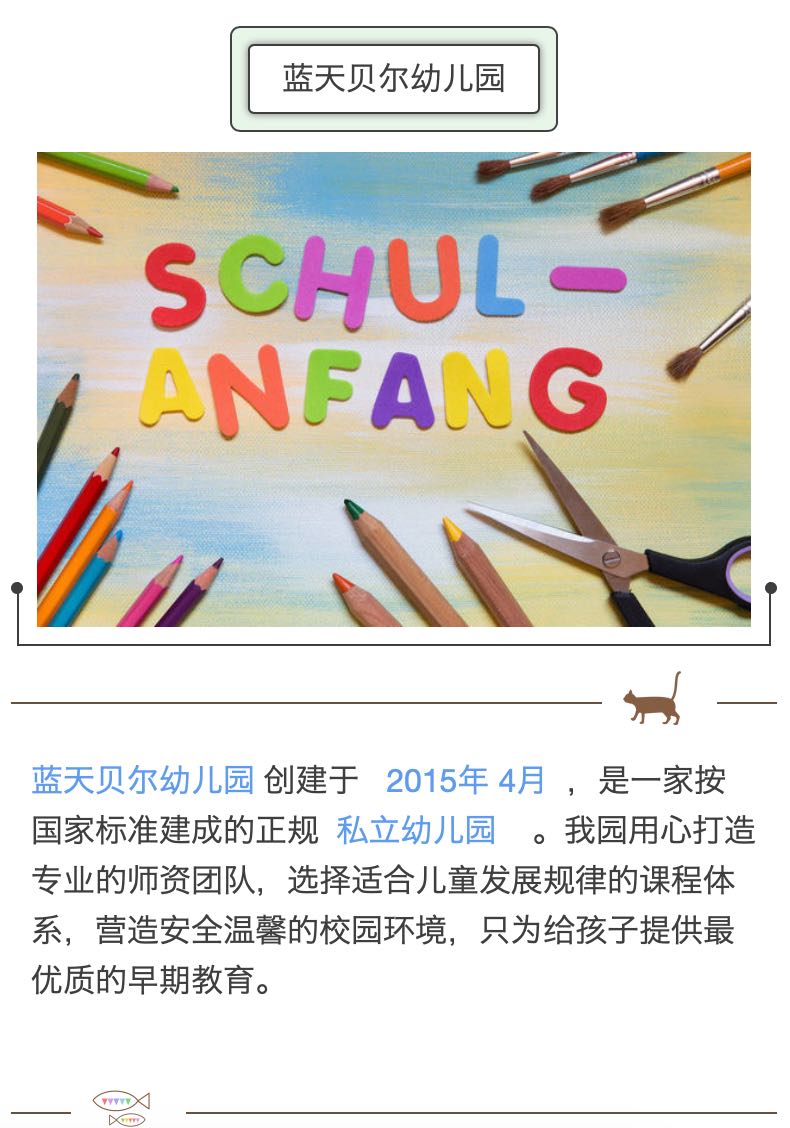 蓝天贝尔幼儿园
SCHUL-
ANFANG
蓝天贝尔幼儿园 创建于 2015年 4月 ，是一家按
国家标准建成的正规 私立幼儿园 。我园用心打造
专业的师资团队，选择适合儿童发展规律的课程体
系，营造安全温馨的校园环境，只为给孩子提供最
优质的早期教育。